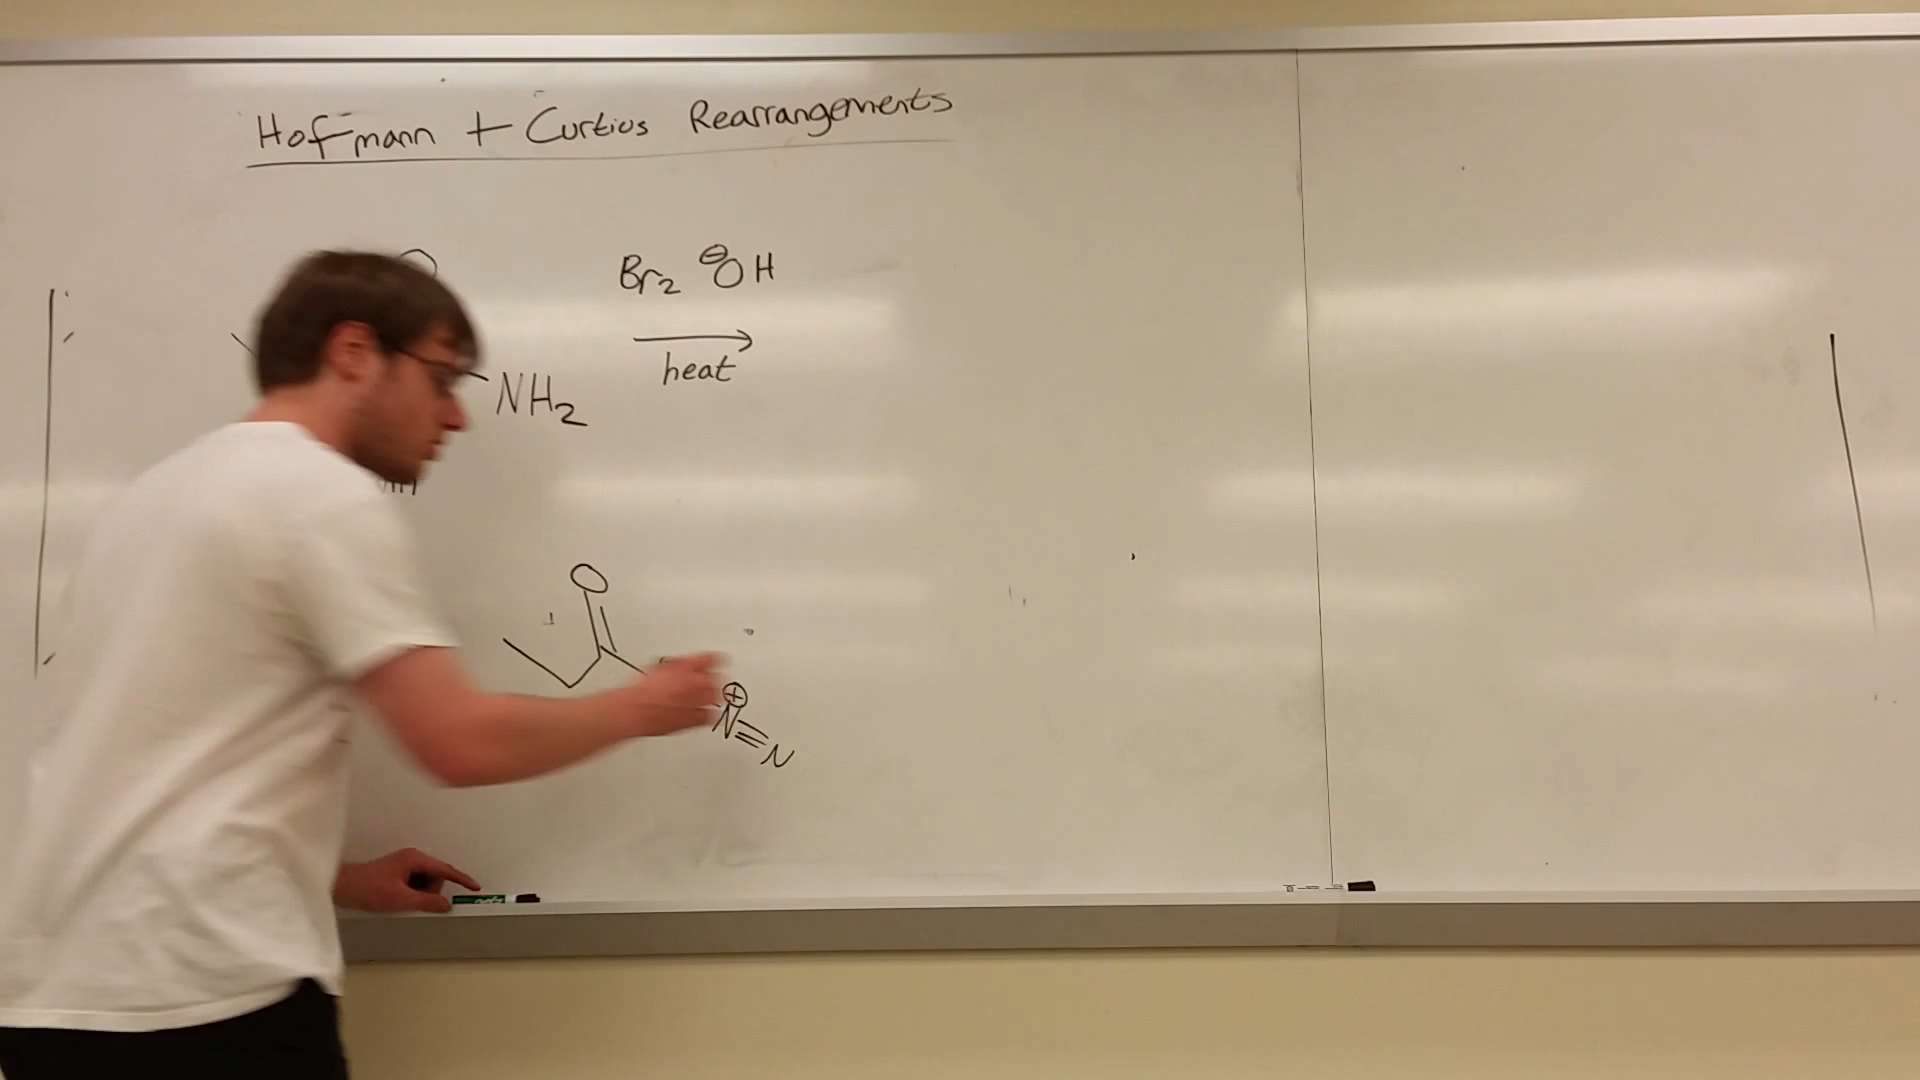 Hofmann + Curtius Rearrangements
O
Br2 ⊖OH
NH2
heat
O
⊕
N
N